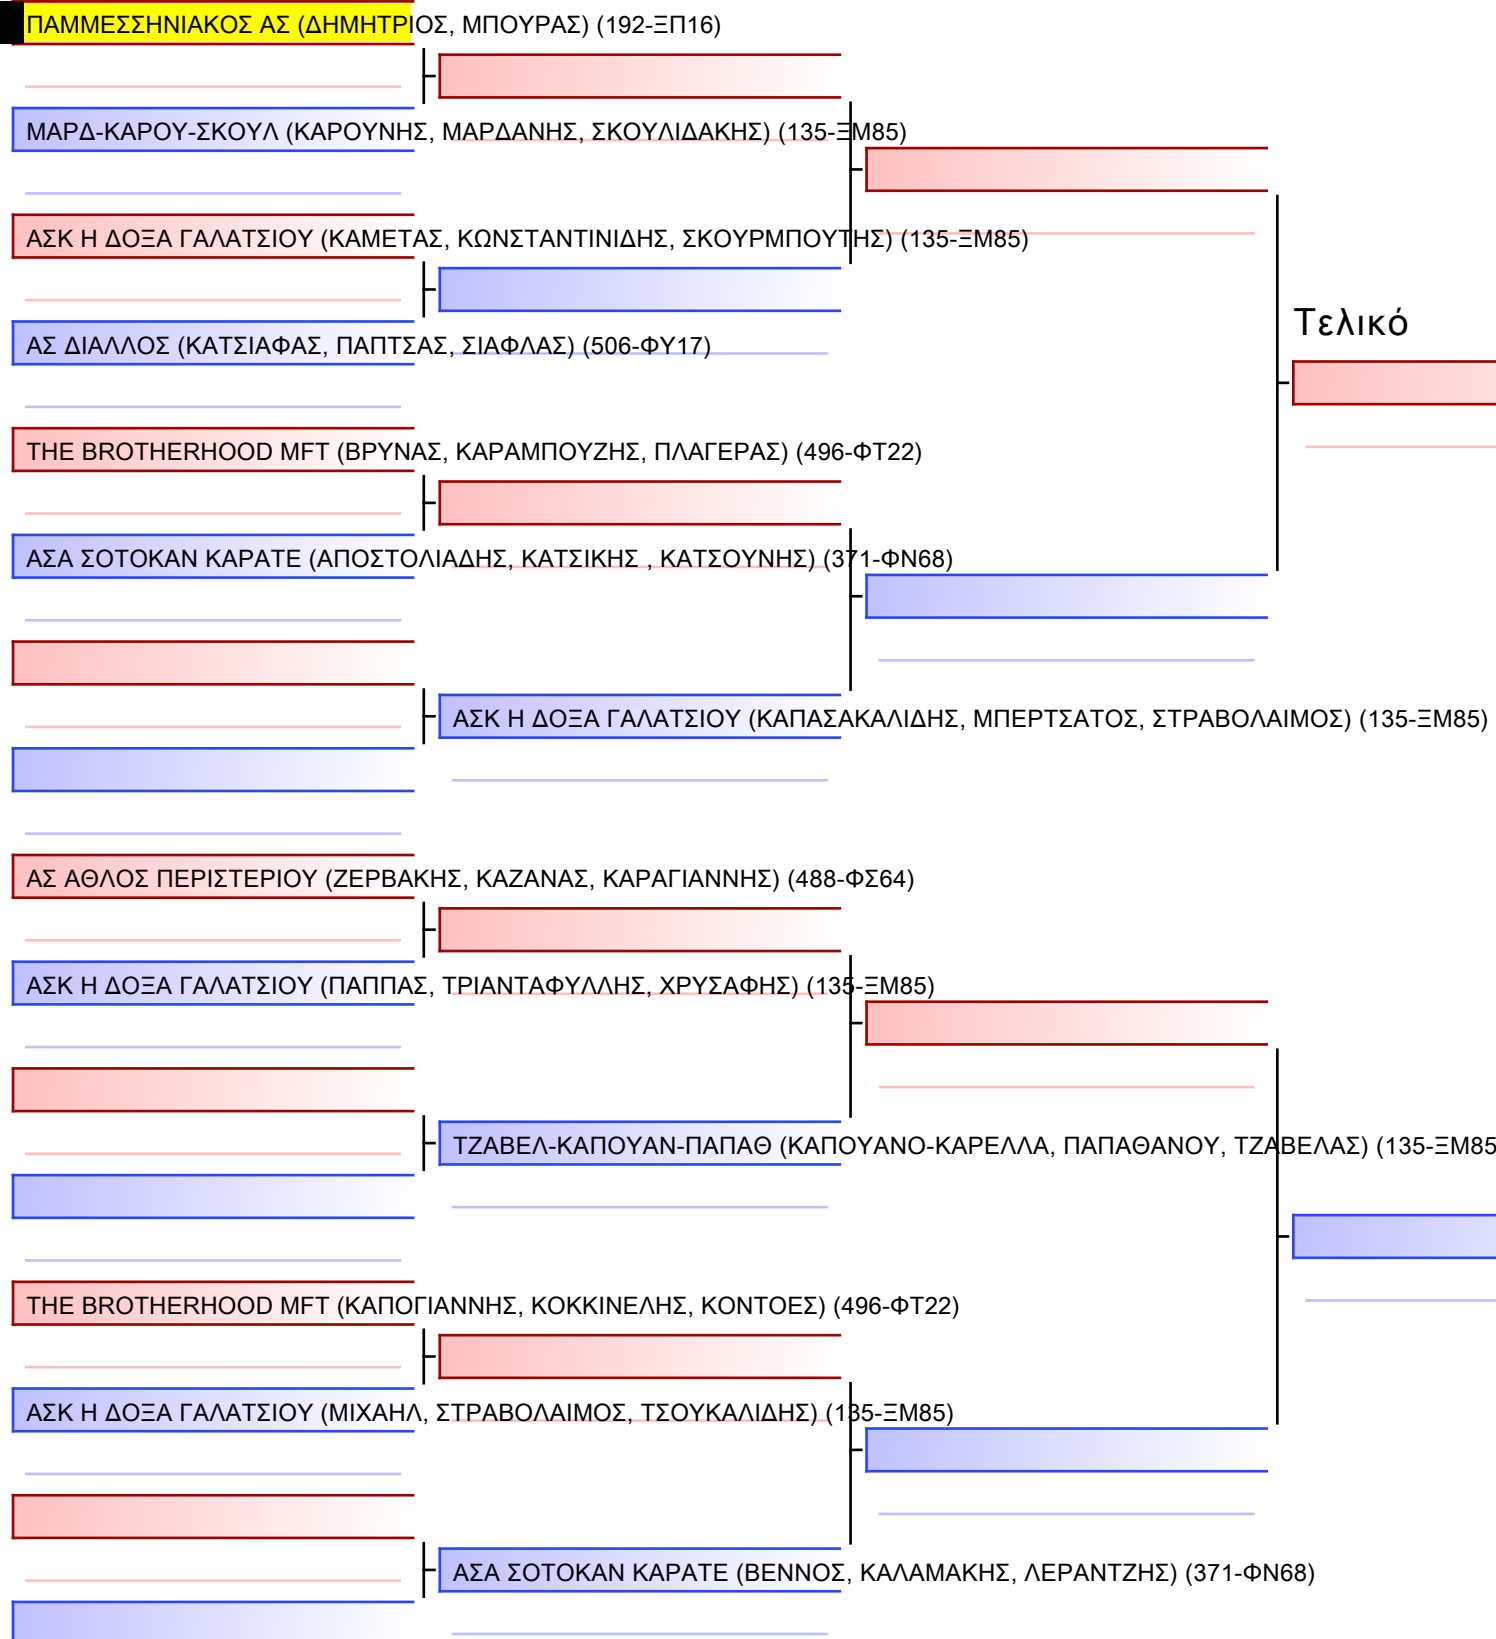 ΠΑΜΜΕΣΣΗΝΙΑΚΟΣ ΑΣ (ΔΗΜΗΤΡΙΟΣ, ΜΠΟΥΡΑΣ) (192-ΞΠ16)
ΜΑΡΔ-ΚΑΡΟΥ-ΣΚΟΥΛ (ΚΑΡΟΥΝΗΣ, ΜΑΡΔΑΝΗΣ, ΣΚΟΥΛΙΔΑΚΗΣ) (135-ΞΜ85)
ΑΣΚ Η ΔΟΞΑ ΓΑΛΑΤΣΙΟΥ (ΚΑΜΕΤΑΣ, ΚΩΝΣΤΑΝΤΙΝΙΔΗΣ, ΣΚΟΥΡΜΠΟΥΤΗΣ) (135-ΞΜ85)
Τελικό
ΑΣ ΔΙΑΛΛΟΣ (ΚΑΤΣΙΑΦΑΣ, ΠΑΠΤΣΑΣ, ΣΙΑΦΛΑΣ) (506-ΦΥ17)
THE BROTHERHOOD MFT (ΒΡΥΝΑΣ, ΚΑΡΑΜΠΟΥΖΗΣ, ΠΛΑΓΕΡΑΣ) (496-ΦΤ22)
ΑΣΑ ΣΟΤΟΚΑΝ ΚΑΡΑΤΕ (ΑΠΟΣΤΟΛΙΑΔΗΣ, ΚΑΤΣΙΚΗΣ , ΚΑΤΣΟΥΝΗΣ) (371-ΦΝ68)
ΑΣΚ Η ΔΟΞΑ ΓΑΛΑΤΣΙΟΥ (ΚΑΠΑΣΑΚΑΛΙΔΗΣ, ΜΠΕΡΤΣΑΤΟΣ, ΣΤΡΑΒΟΛΑΙΜΟΣ) (135-ΞΜ85)
ΑΣ ΑΘΛΟΣ ΠΕΡΙΣΤΕΡΙΟΥ (ΖΕΡΒΑΚΗΣ, ΚΑΖΑΝΑΣ, ΚΑΡΑΓΙΑΝΝΗΣ) (488-ΦΣ64)
ΑΣΚ Η ΔΟΞΑ ΓΑΛΑΤΣΙΟΥ (ΠΑΠΠΑΣ, ΤΡΙΑΝΤΑΦΥΛΛΗΣ, ΧΡΥΣΑΦΗΣ) (135-ΞΜ85)
ΤΖΑΒΕΛ-ΚΑΠΟΥΑΝ-ΠΑΠΑΘ (ΚΑΠΟΥΑΝΟ-ΚΑΡΕΛΛΑ, ΠΑΠΑΘΑΝΟΥ, ΤΖΑΒΕΛΑΣ) (135-ΞΜ85
THE BROTHERHOOD MFT (ΚΑΠΟΓΙΑΝΝΗΣ, ΚΟΚΚΙΝΕΛΗΣ, ΚΟΝΤΟΕΣ) (496-ΦΤ22)
ΑΣΚ Η ΔΟΞΑ ΓΑΛΑΤΣΙΟΥ (ΜΙΧΑΗΛ, ΣΤΡΑΒΟΛΑΙΜΟΣ, ΤΣΟΥΚΑΛΙΔΗΣ) (135-ΞΜ85)
ΑΣΑ ΣΟΤΟΚΑΝ ΚΑΡΑΤΕ (ΒΕΝΝΟΣ, ΚΑΛΑΜΑΚΗΣ, ΛΕΡΑΝΤΖΗΣ) (371-ΦΝ68)